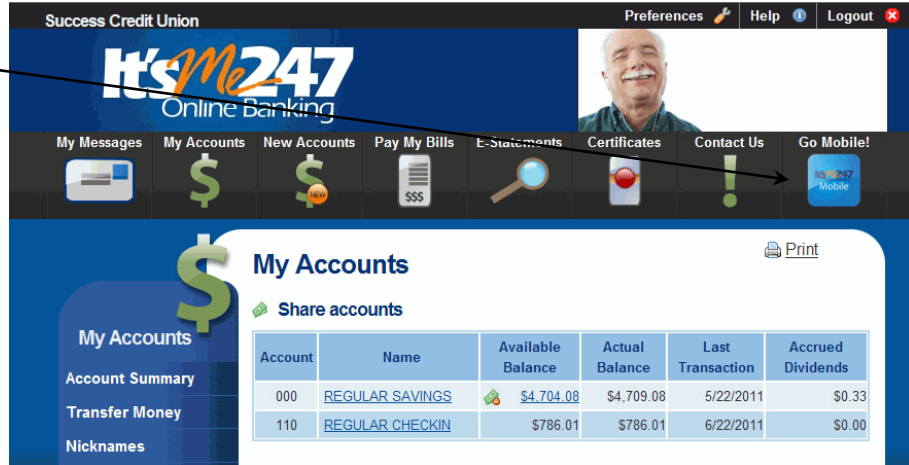 Success Credit Union
Preferences Help Logout
It'sMe247
Online Banking
My Messages My Accounts New Accounts Pay My Bills E-Statements Certificates Contact Us Go Mobile!
NEW
$$$
It'sMe247
Mobile
Print
My Accounts
Share accounts
My Accounts
Account Summary
Transfer Money
Nicknames
Account Name Available Balance Actual Balance Last Transaction Accrued Dividends
000 REGULAR SAVINGS $4,704.08 $4,709.08 5/22/2011 $0.33
110 REGULAR CHECKIN $786.01 $786.01 6/22/2011 $0.00